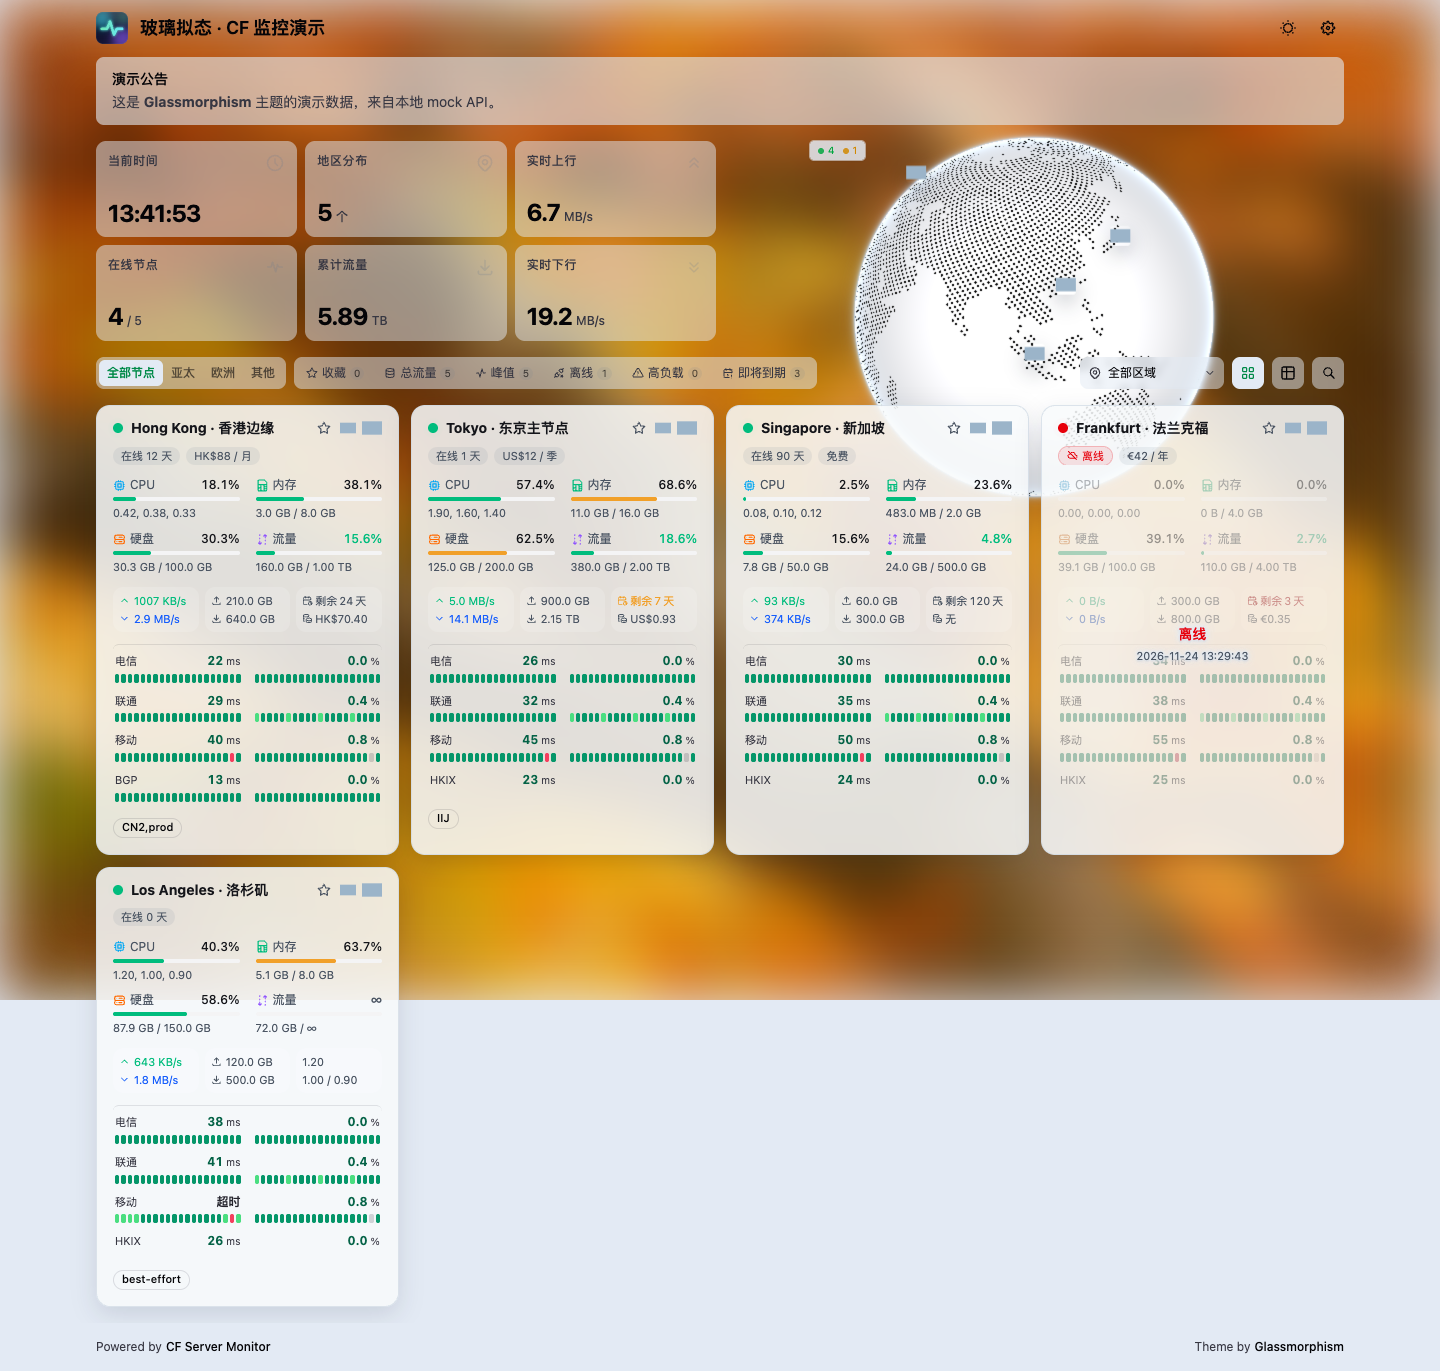 玻璃拟态 · CF 监控演示
演示公告
这是 Glassmorphism 主题的演示数据，来自本地 mock API。
当前时间
13:41:53
地区分布
5 个
实时上行
6.7 MB/s
在线节点
4 / 5
累计流量
5.89 TB
实时下行
19.2 MB/s
4 1
全部节点 亚太 欧洲 其他
收藏 0 总流量 5 峰值 5 离线 1 高负载 0 即将到期 3
全部区域
Hong Kong · 香港边缘
在线 12 天 HK$88 / 月
CPU 18.1% 内存 38.1%
0.42, 0.38, 0.33 3.0 GB / 8.0 GB
硬盘 30.3% 流量 15.6%
30.3 GB / 100.0 GB 160.0 GB / 1.00 TB
1007 KB/s 210.0 GB 剩余 24 天
2.9 MB/s 640.0 GB HK$70.40
电信 22 ms 0.0 %
联通 29 ms 0.4 %
移动 40 ms 0.8 %
BGP 13 ms 0.0 %
CN2,prod
Tokyo · 东京主节点
在线 1 天 US$12 / 季
CPU 57.4% 内存 68.6%
1.90, 1.60, 1.40 11.0 GB / 16.0 GB
硬盘 62.5% 流量 18.6%
125.0 GB / 200.0 GB 380.0 GB / 2.00 TB
5.0 MB/s 900.0 GB 剩余 7 天
14.1 MB/s 2.15 TB US$0.93
电信 26 ms 0.0 %
联通 32 ms 0.4 %
移动 45 ms 0.8 %
HKIX 23 ms 0.0 %
IIJ
Singapore · 新加坡
在线 90 天 免费
CPU 2.5% 内存 23.6%
0.08, 0.10, 0.12 483.0 MB / 2.0 GB
硬盘 15.6% 流量 4.8%
7.8 GB / 50.0 GB 24.0 GB / 500.0 GB
93 KB/s 60.0 GB 剩余 120 天
374 KB/s 300.0 GB 无
电信 30 ms 0.0 %
联通 35 ms 0.4 %
移动 50 ms 0.8 %
HKIX 24 ms 0.0 %
Frankfurt · 法兰克福
离线 €42 / 年
CPU 0.0% 内存 0.0%
0.00, 0.00, 0.00 0 B / 4.0 GB
硬盘 39.1% 流量 2.7%
39.1 GB / 100.0 GB 110.0 GB / 4.00 TB
0 B/s 300.0 GB 剩余 3 天
0 B/s 800.0 GB €0.35
离线
2026-11-24 13:29:43
电信 34 ms 0.0 %
联通 38 ms 0.4 %
移动 55 ms 0.8 %
HKIX 25 ms 0.0 %
Los Angeles · 洛杉矶
在线 0 天
CPU 40.3% 内存 63.7%
1.20, 1.00, 0.90 5.1 GB / 8.0 GB
硬盘 58.6% 流量 ∞
87.9 GB / 150.0 GB 72.0 GB / ∞
643 KB/s 120.0 GB 1.20
1.8 MB/s 500.0 GB 1.00 / 0.90
电信 38 ms 0.0 %
联通 41 ms 0.4 %
移动 超时 0.8 %
HKIX 26 ms 0.0 %
best-effort
Powered by CF Server Monitor
Theme by Glassmorphism